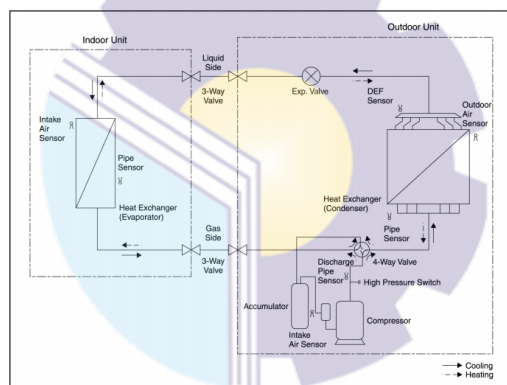 Indoor Unit
Outdoor Unit
Liquid
Side
3-Way
Valve
Exp. Valve
DEF
Sensor
Outdoor
Air
Sensor
Intake
Air
Sensor
Pipe
Sensor
Heat Exchanger
(Evaporator)
Heat Exchanger
(Condenser)
Pipe
Sensor
Gas
Side
3-Way
Valve
Discharge
Pipe
Sensor
4-Way Valve
High Pressure Switch
Accumulator
Compressor
Intake
Air Sensor
Cooling
Heating